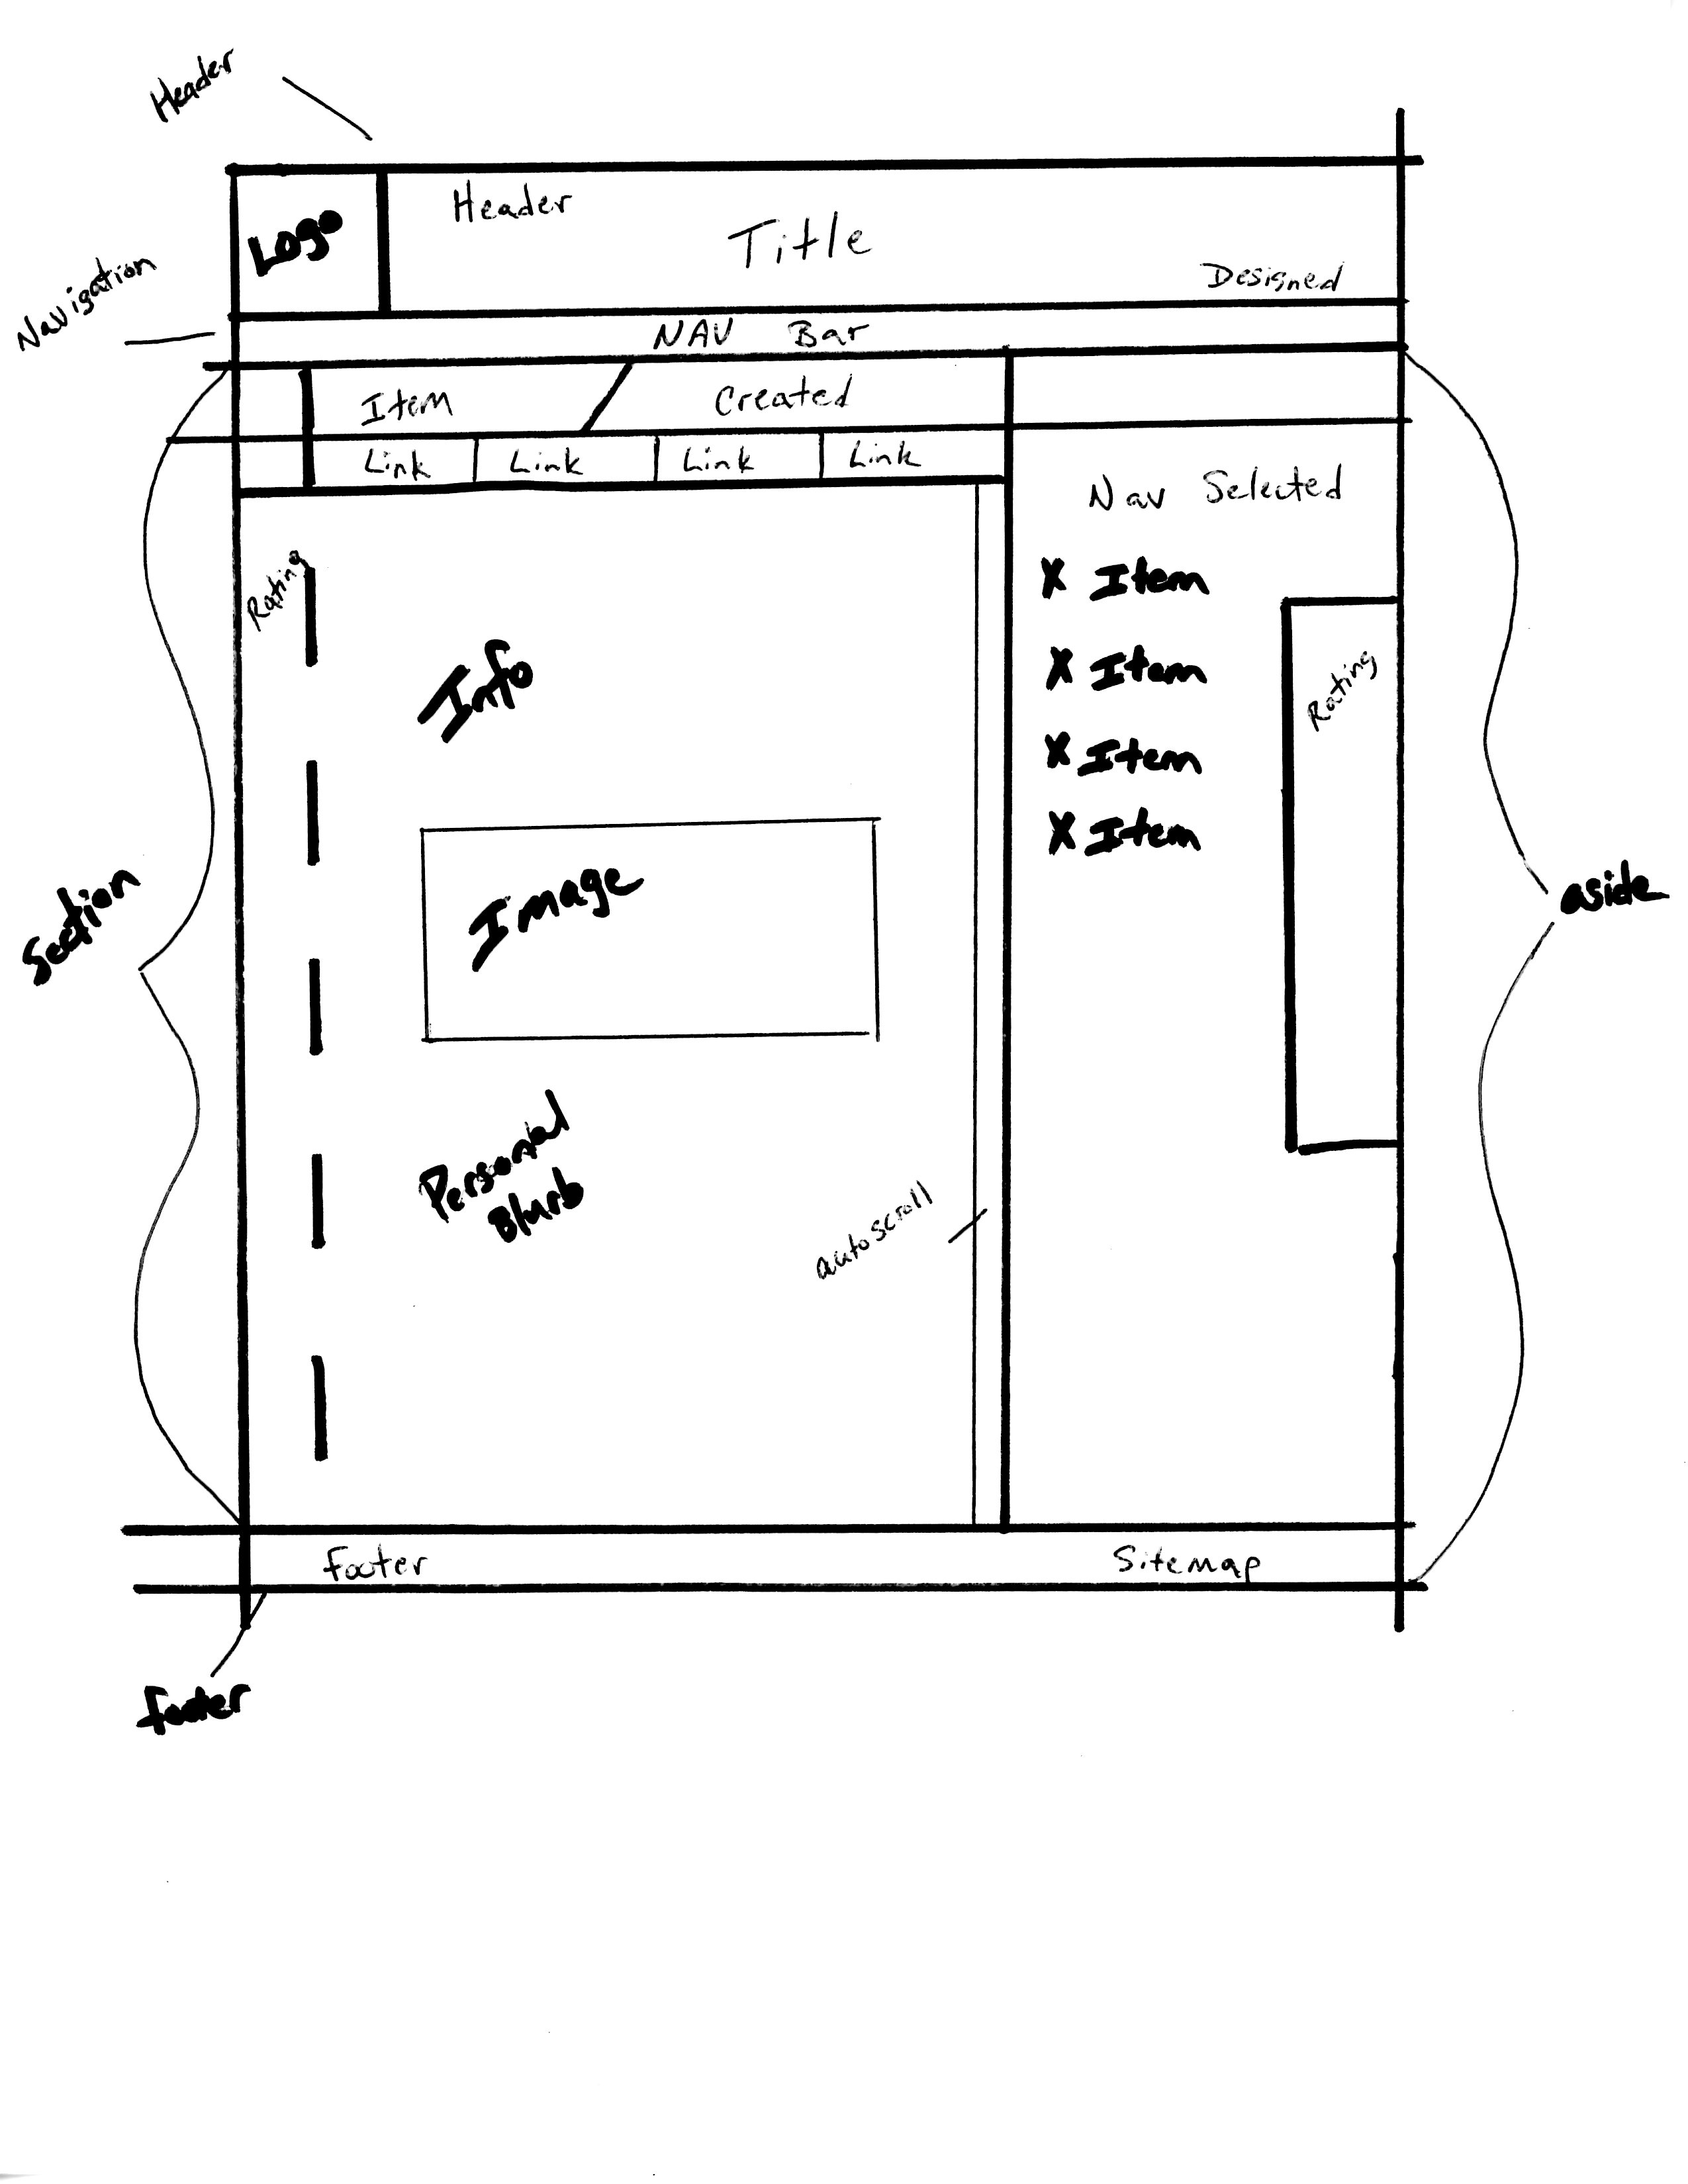 Header
Header
Logo
Title
Designed
Navigation
NAV Bar
Item
Created
Link Link Link Link
Nav Selected
Rating
X Item
X Item
X Item
X Item
Rating
Info
Image
Section
aside
Personal
Blurb
autoscroll
Footer
Sitemap
footer